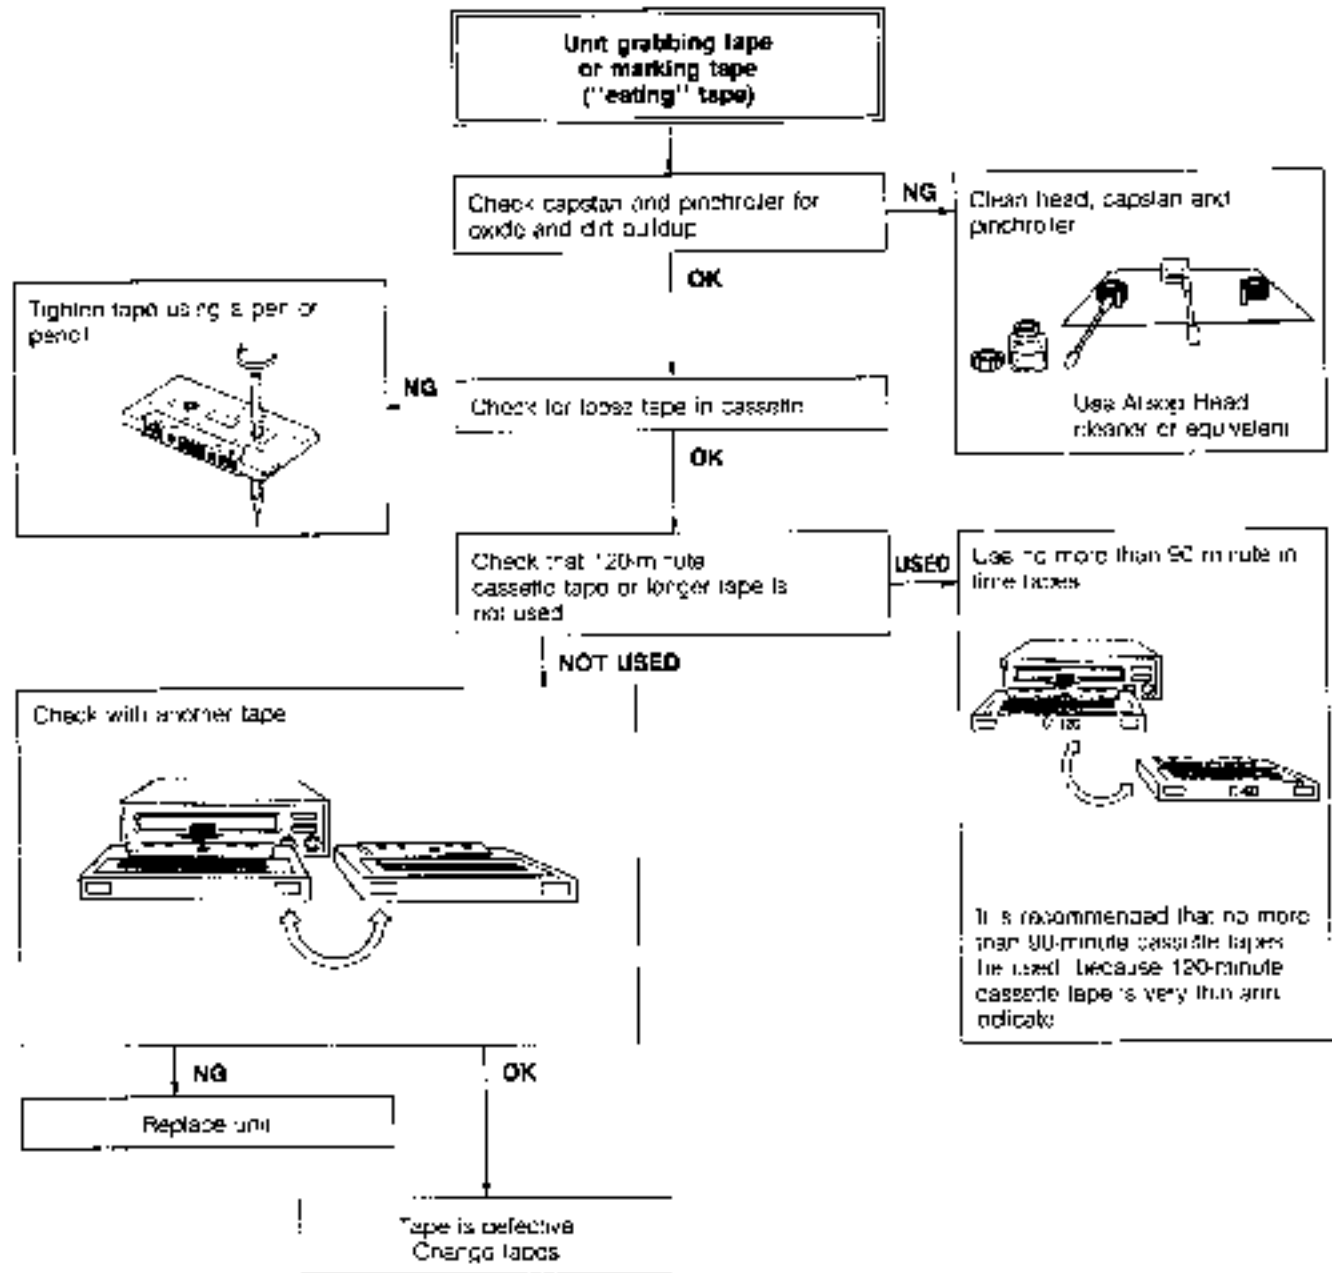 Unit grabbing tape
or marking tape
("eating" tape)
Check capstan and pinchroller for
oxide and dirt buildup
NG
Clean head, capstan and
pinchroller
OK
Use Alsop Head
cleaner or equivalent
Tighten tape using a pen or
pencil
NG
Check for loose tape in cassette
OK
Check that 120-minute
cassette tape or longer tape is
not used
USED
Use no more than 90 minute in
time tapes
C 120
C-90
It is recommended that no more
than 90-minute cassette tapes
be used, because 120-minute
cassette tape is very thin and
delicate
NOT USED
Check with another tape
NG
OK
Replace unit
Tape is defective
Change tapes